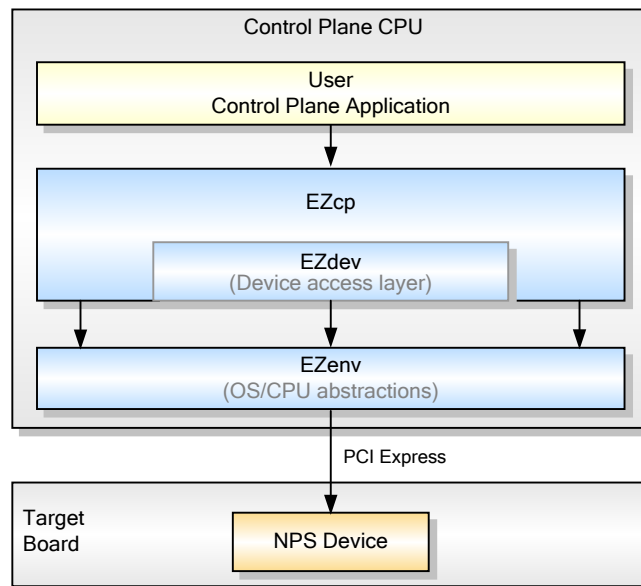 Control Plane CPU
User
Control Plane Application
EZcp
EZdev
(Device access layer)
EZenv
(OS/CPU abstractions)
PCI Express
Target
Board
NPS Device